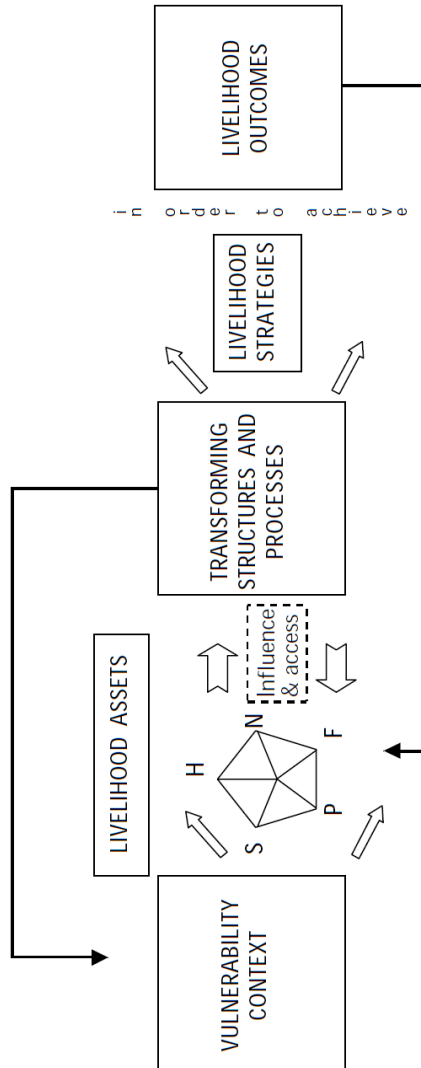 LIVELIHOOD ASSETS
VULNERABILITY
CONTEXT
H
S
N
P
F
Influence
& access
TRANSFORMING
STRUCTURES AND
PROCESSES
LIVELIHOOD
STRATEGIES
in order to achieve
LIVELIHOOD
OUTCOMES